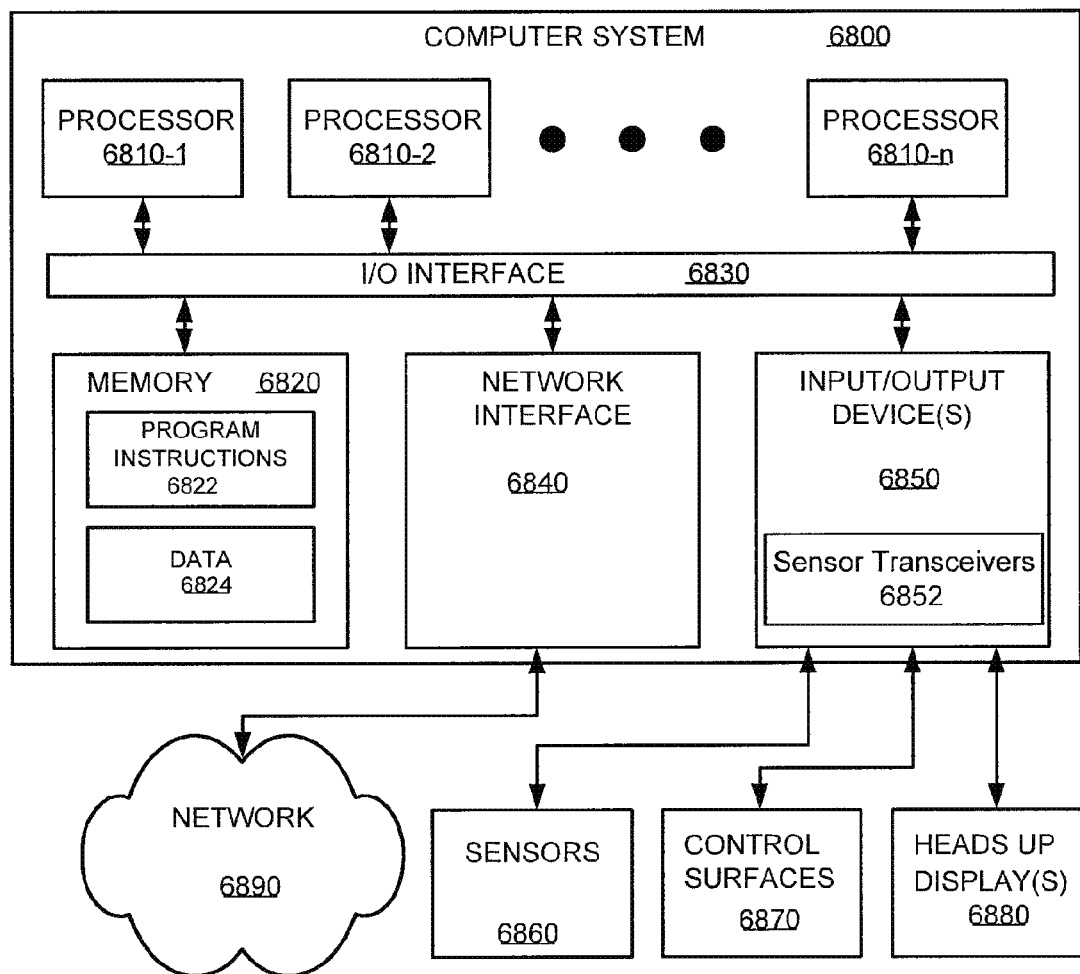 COMPUTER SYSTEM 6800
PROCESSOR
6810-1
PROCESSOR
6810-2
PROCESSOR
6810-n
I/O INTERFACE 6830
MEMORY 6820
PROGRAM
INSTRUCTIONS
6822
DATA
6824
NETWORK
INTERFACE
6840
INPUT/OUTPUT
DEVICE(S)
6850
Sensor Transceivers
6852
NETWORK
6890
SENSORS
6860
CONTROL
SURFACES
6870
HEADS UP
DISPLAY(S)
6880